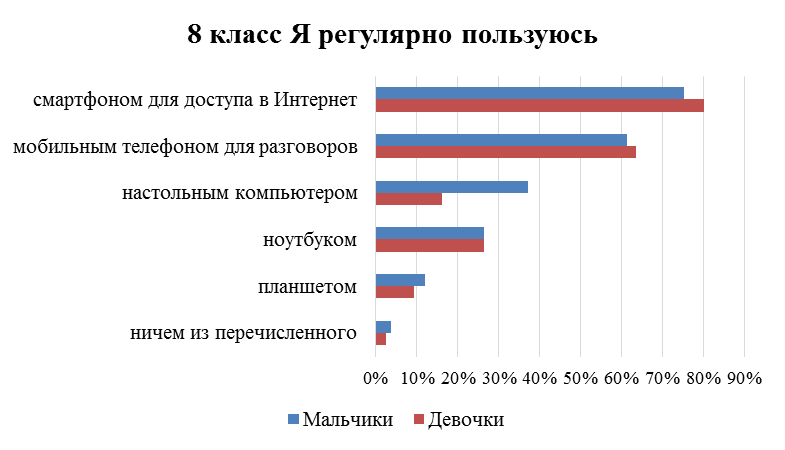 8 класс Я регулярно пользуюсь
смартфоном для доступа в Интернет
мобильным телефоном для разговоров
настольным компьютером
ноутбуком
планшетом
ничем из перечисленного
0% 10% 20% 30% 40% 50% 60% 70% 80% 90%
Мальчики Девочки